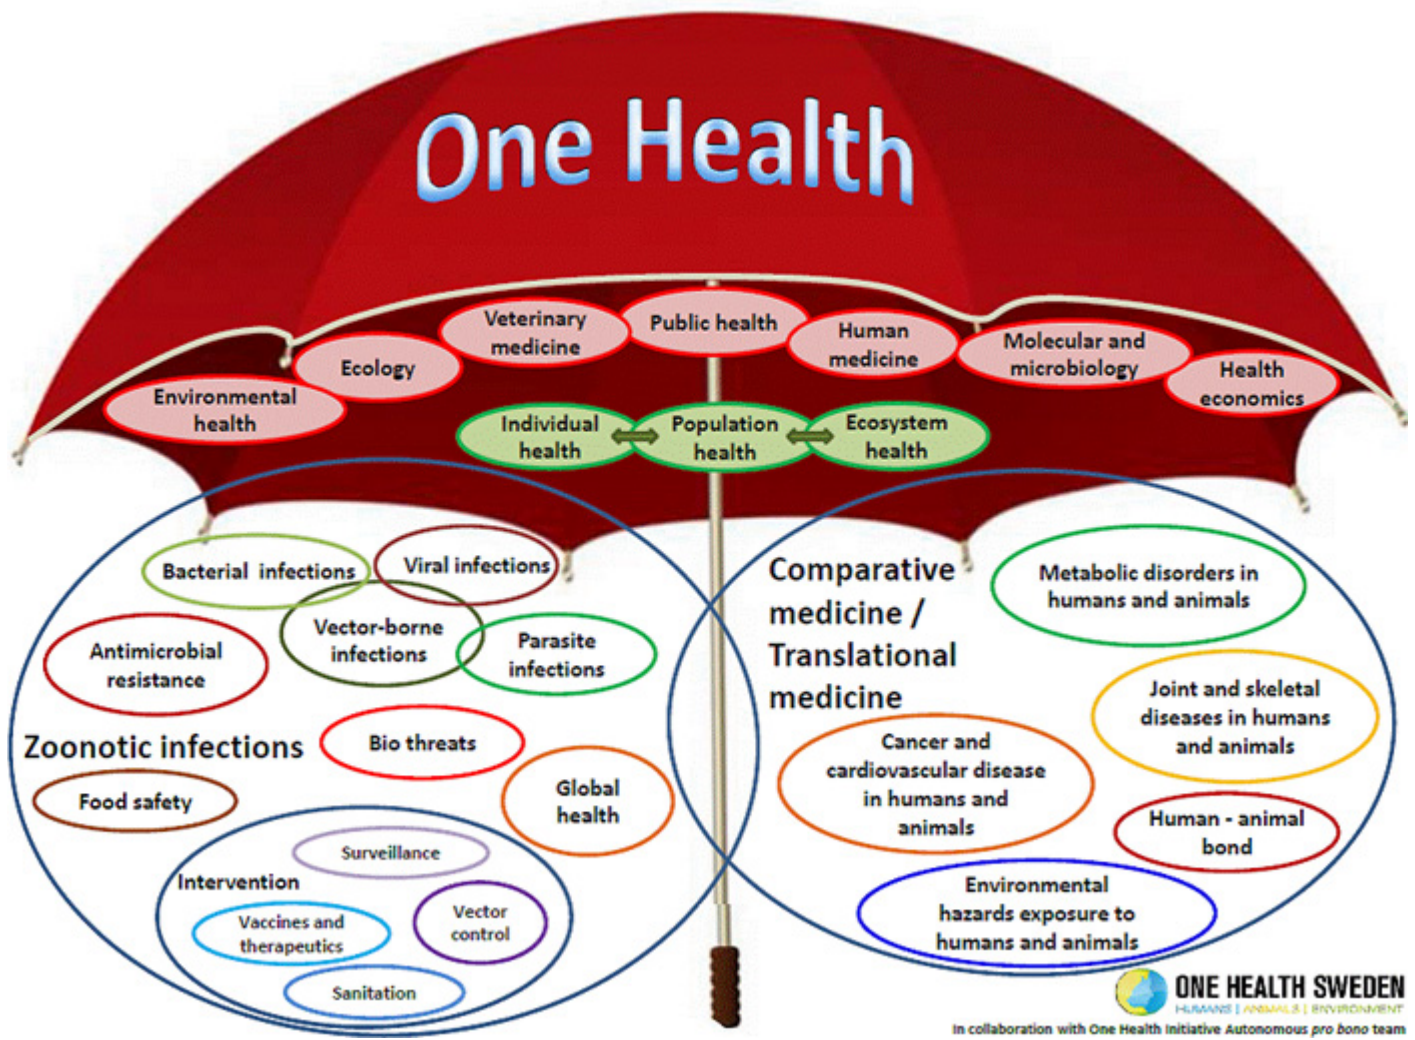 One Health
Veterinary
medicine
Public health
Human
medicine
Ecology
Molecular and
microbiology
Environmental
health
Health
economics
Individual
health
Population
health
Ecosystem
health
Bacterial infections
Viral infections
Vector-borne
infections
Parasite
infections
Antimicrobial
resistance
Zoonotic infections
Bio threats
Food safety
Global
health
Intervention
Surveillance
Vaccines and
therapeutics
Vector
control
Sanitation
Comparative
medicine /
Translational
medicine
Metabolic disorders in
humans and animals
Joint and skeletal
diseases in humans
and animals
Cancer and
cardiovascular disease
in humans and
animals
Human - animal
bond
Environmental
hazards exposure to
humans and animals
ONE HEALTH SWEDEN
HUMANS | ANIMALS | ENVIRONMENT
In collaboration with One Health Initiative Autonomous pro bono team